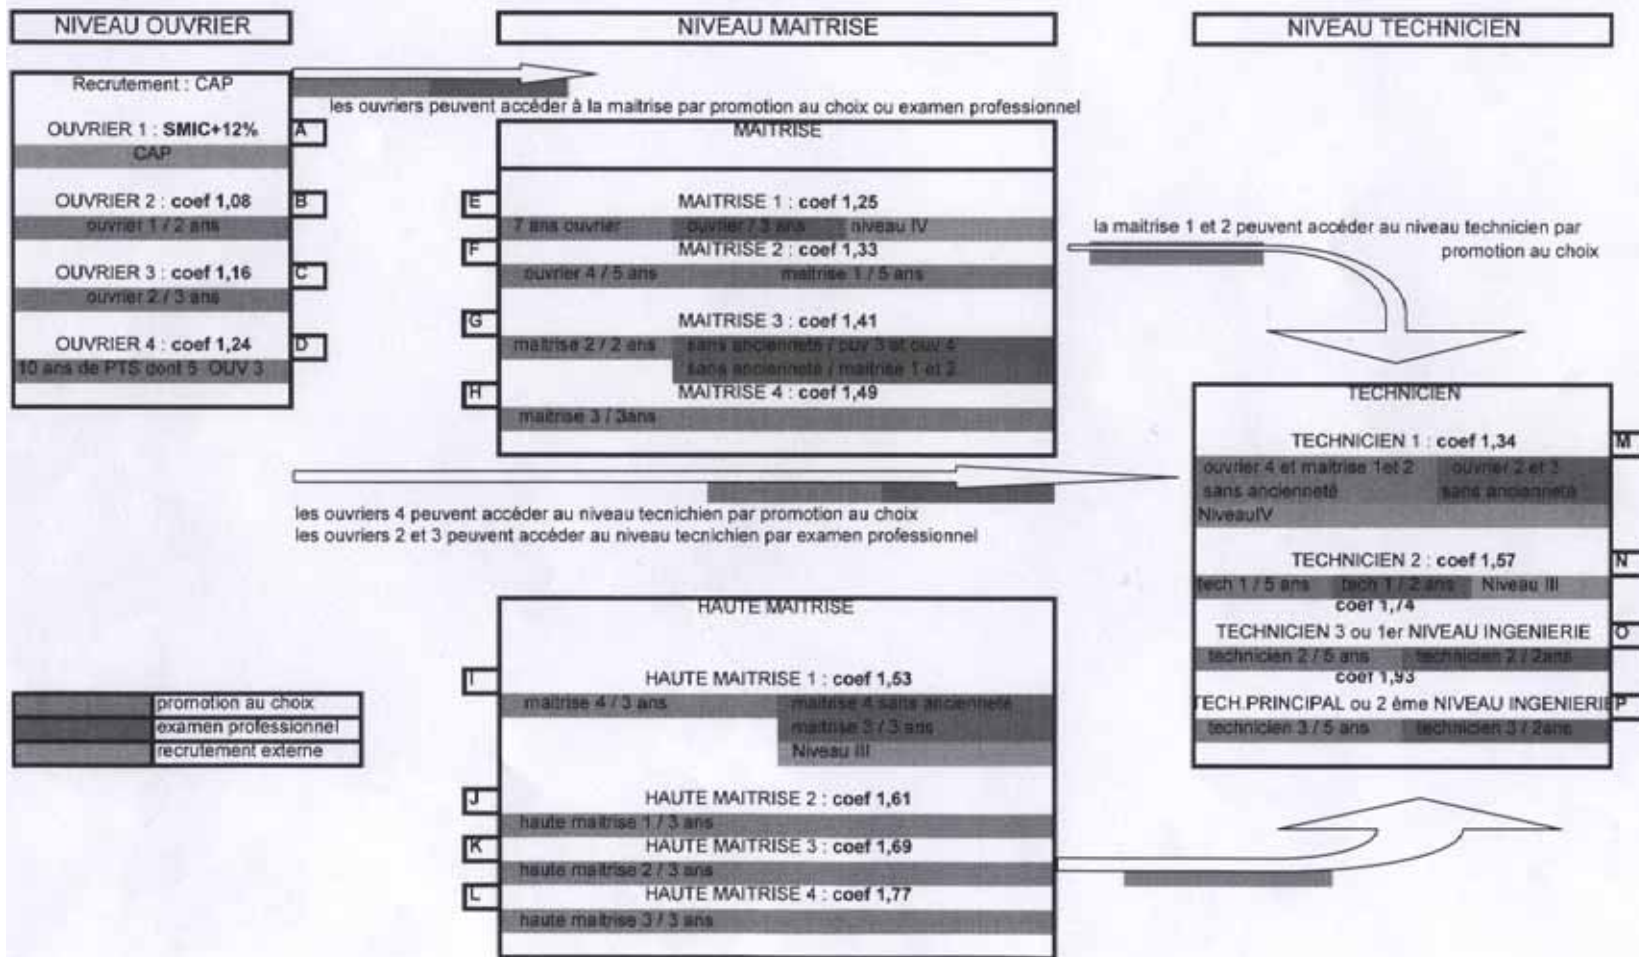 NIVEAU OUVRIER
NIVEAU MAITRISE
NIVEAU TECHNICIEN
Recrutement : CAP
OUVRIER 1 : SMIC+12%
A
CAP
OUVRIER 2 : coef 1,08
B
ouvrier 1 / 2 ans
OUVRIER 3 : coef 1,16
C
ouvrier 2 / 3 ans
OUVRIER 4 : coef 1,24
D
10 ans de PTS dont 5 OUV 3
les ouvriers peuvent accéder à la maitrise par promotion au choix ou examen professionnel
MAITRISE
E
MAITRISE 1 : coef 1,25
7 ans ouvrier ouvrier / 3 ans niveau IV
F
MAITRISE 2 : coef 1,33
ouvrier 4 / 5 ans maitrise 1 / 5 ans
G
MAITRISE 3 : coef 1,41
maitrise 2 / 2 ans sans ancienneté / ouv 3 et ouv 4
sans ancienneté / maitrise 1 et 2
H
MAITRISE 4 : coef 1,49
maitrise 3 / 3ans
la maitrise 1 et 2 peuvent accéder au niveau technicien par
promotion au choix
les ouvriers 4 peuvent accéder au niveau tecnichien par promotion au choix
les ouvriers 2 et 3 peuvent accéder au niveau tecnichien par examen professionnel
TECHNICIEN
TECHNICIEN 1 : coef 1,34
M
ouvrier 4 et maitrise 1et 2 ouvrier 2 et 3
sans ancienneté sans ancienneté
NiveauIV
TECHNICIEN 2 : coef 1,57
N
tech 1 / 5 ans tech 1 / 2 ans Niveau III
coef 1,74
TECHNICIEN 3 ou 1er NIVEAU INGENIERIE
O
technicien 2 / 5 ans technicien 2 / 2ans
coef 1,93
TECH.PRINCIPAL ou 2 ème NIVEAU INGENIERIE
P
technicien 3 / 5 ans technicien 3 / 2ans
HAUTE MAITRISE
I
HAUTE MAITRISE 1 : coef 1,53
maitrise 4 / 3 ans maitrise 4 sans ancienneté
maitrise 3 / 3 ans
Niveau III
J
HAUTE MAITRISE 2 : coef 1,61
haute maitrise 1 / 3 ans
K
HAUTE MAITRISE 3 : coef 1,69
haute maitrise 2 / 3 ans
L
HAUTE MAITRISE 4 : coef 1,77
haute maitrise 3 / 3 ans
promotion au choix
examen professionnel
recrutement externe